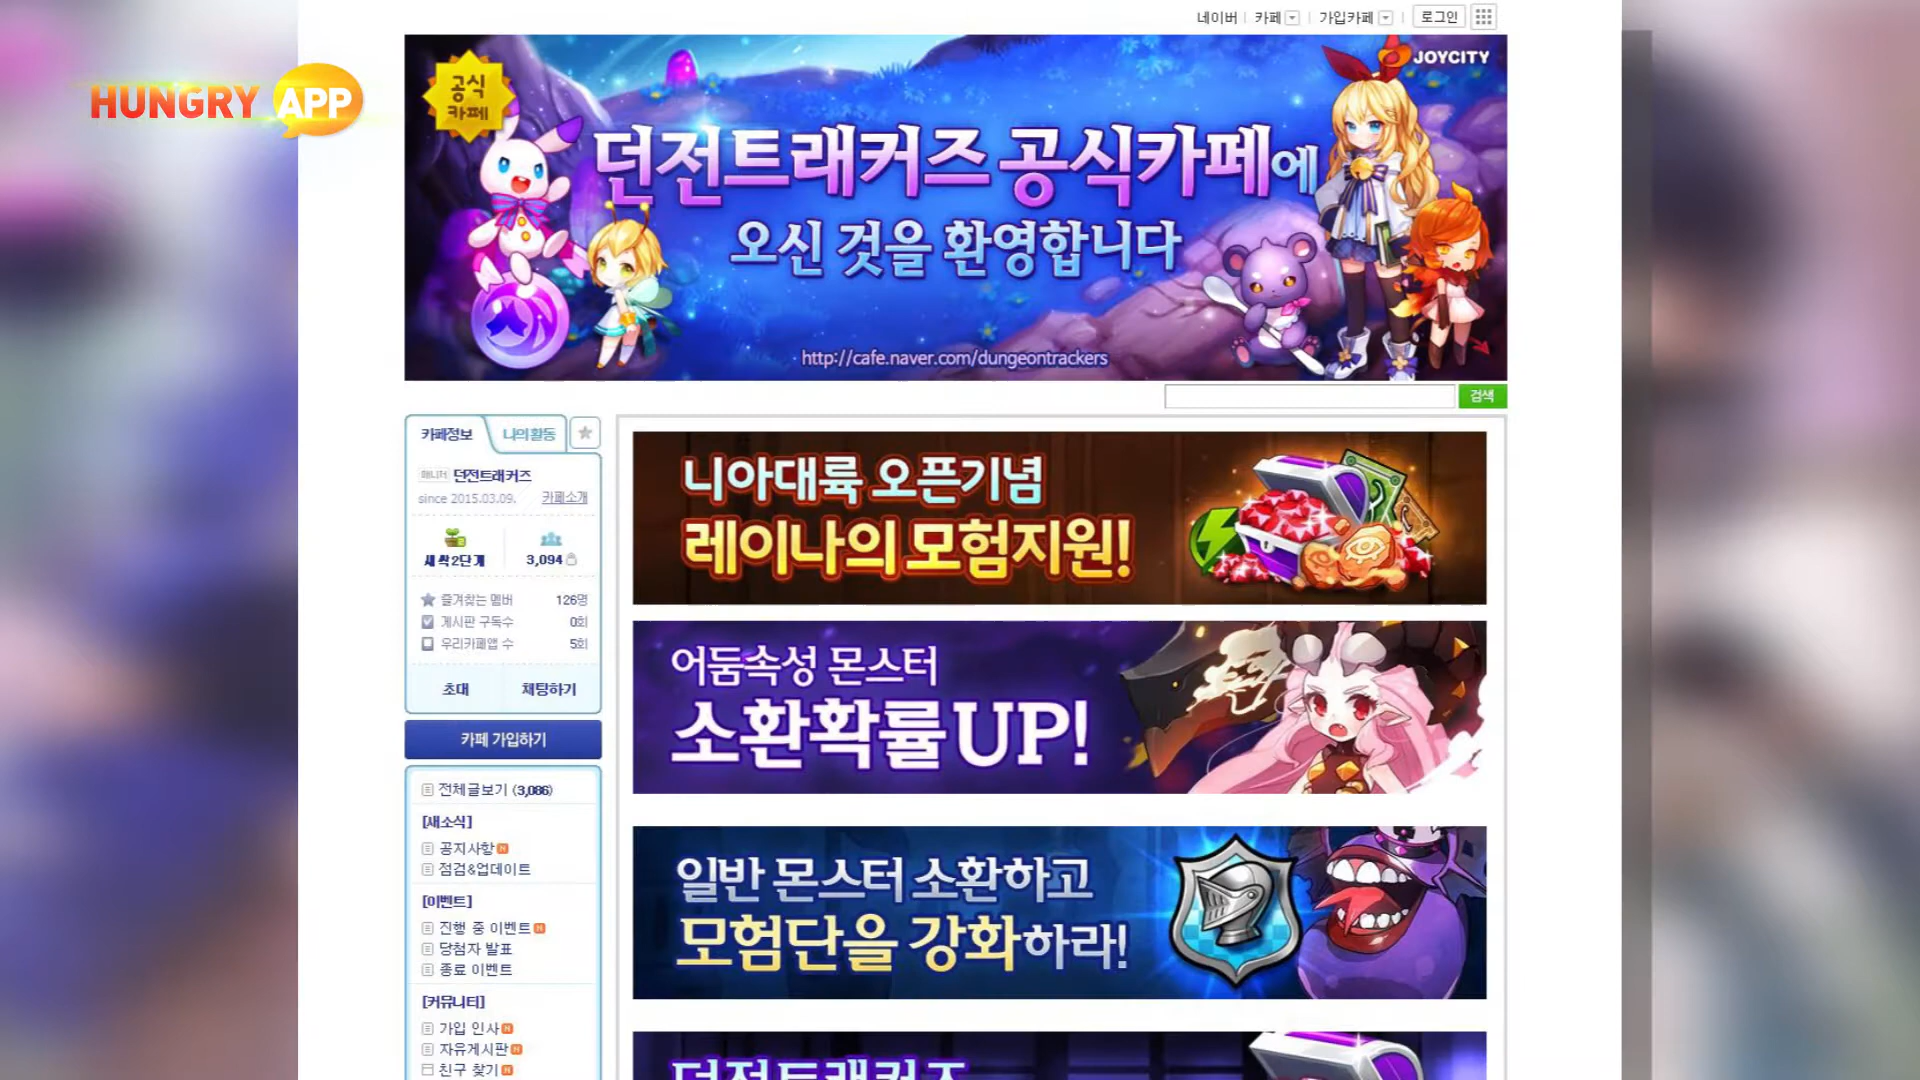 네이버 카페 가입카페 로그인
HUNGRY APP
공식
카페
JOYCITY
던전트래커즈 공식카페에
오신 것을 환영합니다
http://cafe.naver.com/dungeontrackers
검색
카페정보 나의활동
매니저 던전트래커즈
since 2015.03.09. 카페소개
새싹2단계 3,094
즐겨찾는 멤버 126명
게시판 구독수 0회
우리카페앱 수 5회
초대 채팅하기
카페 가입하기
전체글보기 (3,086)
[새소식]
공지사항 N
점검&업데이트
[이벤트]
진행 중 이벤트 N
당첨자 발표
종료 이벤트
[커뮤니티]
가입 인사 N
자유게시판 N
친구 찾기 N
니아대륙 오픈기념
레이나의 모험지원!
어둠속성 몬스터
소환확률 UP!
일반 몬스터 소환하고
모험단을 강화하라!
던전트래커즈